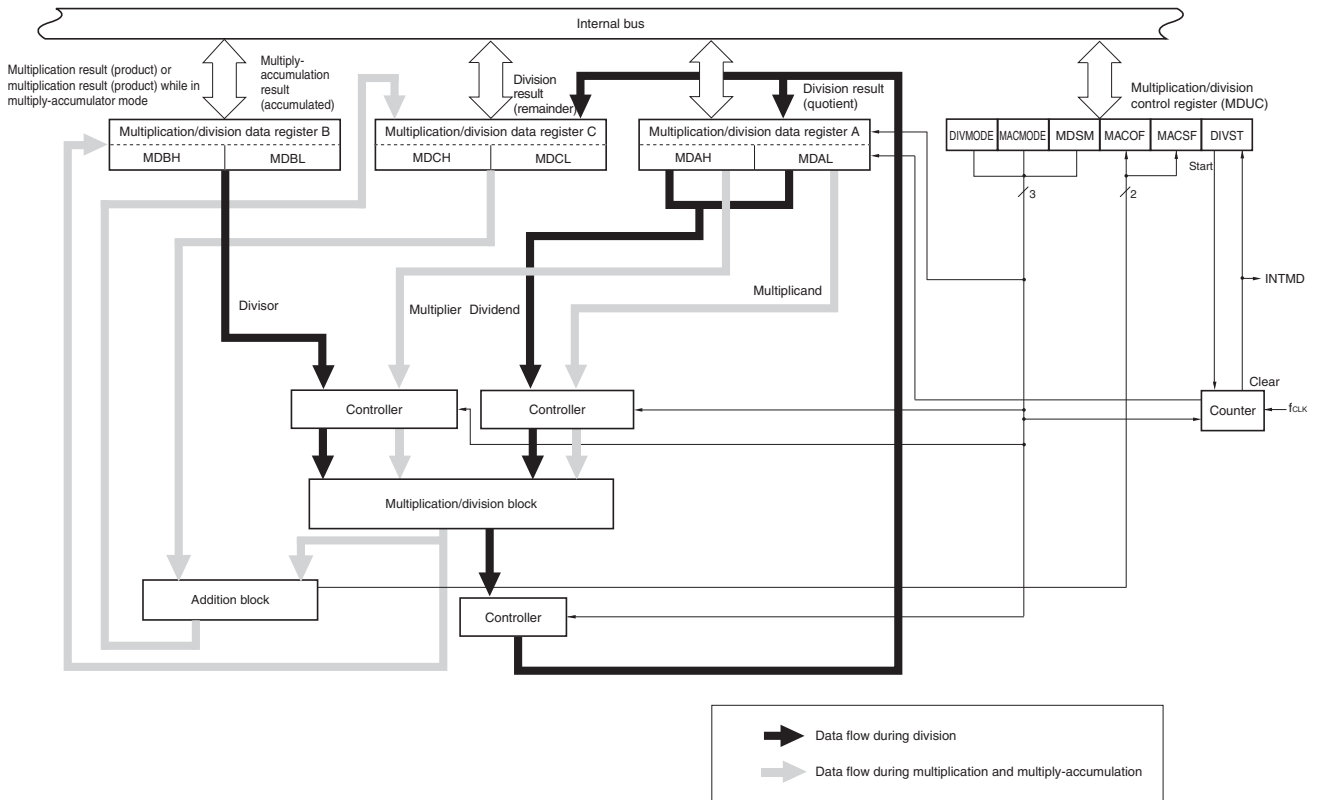 Internal bus
Multiplication result (product) or
multiplication result (product) while in
multiply-accumulator mode
Multiply-
accumulation
result
(accumulated)
Division
result
(remainder)
Division result
(quotient)
Multiplication/division
control register (MDUC)
Multiplication/division data register B
MDBH
MDBL
Multiplication/division data register C
MDCH
MDCL
Multiplication/division data register A
MDAH
MDAL
DIVMODE
MACMODE
MDSM
MACOF
MACSF
DIVST
Start
3
2
INTMD
Divisor
Multiplier
Dividend
Multiplicand
Clear
Controller
Controller
Counter
fCLK
Multiplication/division block
Addition block
Controller
Data flow during division
Data flow during multiplication and multiply-accumulation